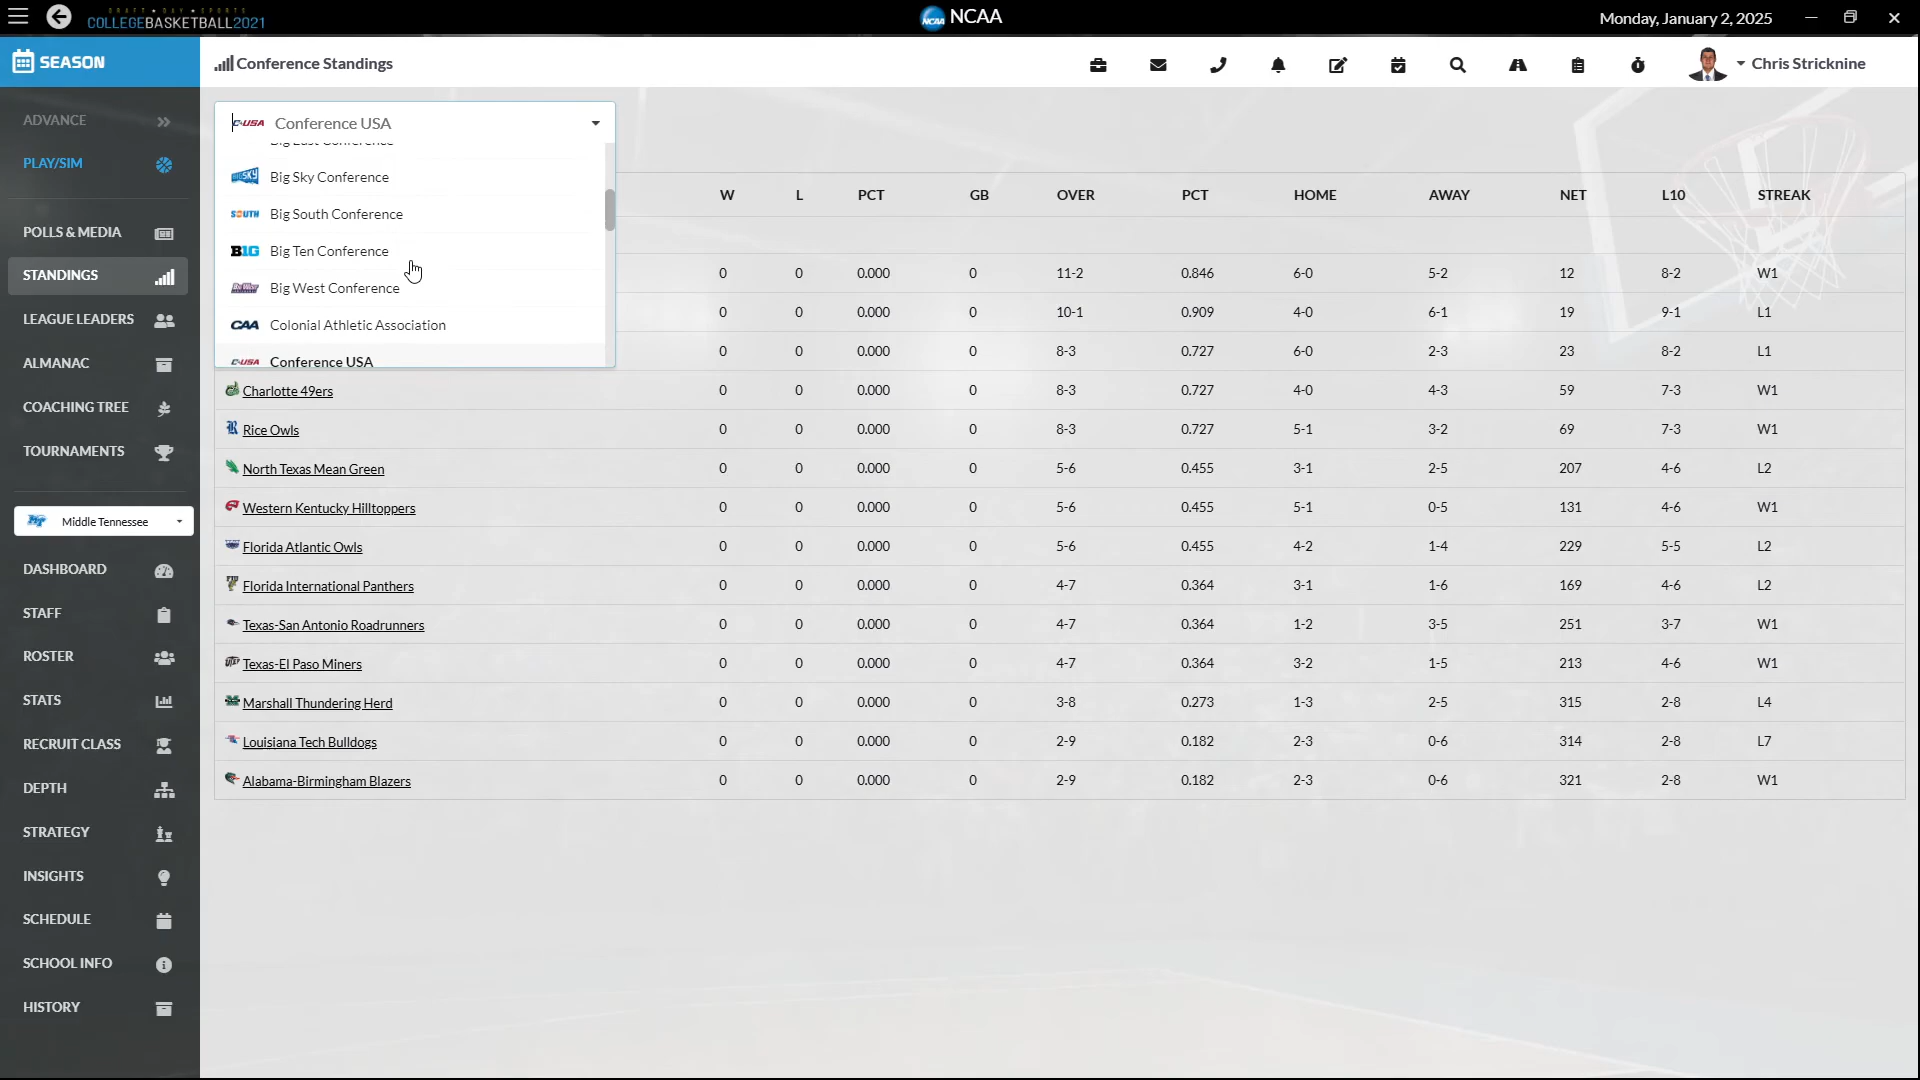 DRAFT · DAY · SPORTS
COLLEGEBASKETBALL2021
NCAA NCAA
Monday, January 2, 2025
SEASON
Conference Standings
Chris Stricknine
ADVANCE
PLAY/SIM
POLLS & MEDIA
STANDINGS
LEAGUE LEADERS
ALMANAC
COACHING TREE
TOURNAMENTS
Middle Tennessee
DASHBOARD
STAFF
ROSTER
STATS
RECRUIT CLASS
DEPTH
STRATEGY
INSIGHTS
SCHEDULE
SCHOOL INFO
HISTORY
C-USA Conference USA
Big East Conference
Big Sky Conference
SOUTH Big South Conference
B1G Big Ten Conference
Big West Conference
CAA Colonial Athletic Association
C-USA Conference USA
W L PCT GB OVER PCT HOME AWAY NET L10 STREAK
0 0 0.000 0 11-2 0.846 6-0 5-2 12 8-2 W1
0 0 0.000 0 10-1 0.909 4-0 6-1 19 9-1 L1
0 0 0.000 0 8-3 0.727 6-0 2-3 23 8-2 L1
Charlotte 49ers 0 0 0.000 0 8-3 0.727 4-0 4-3 59 7-3 W1
Rice Owls 0 0 0.000 0 8-3 0.727 5-1 3-2 69 7-3 W1
North Texas Mean Green 0 0 0.000 0 5-6 0.455 3-1 2-5 207 4-6 L2
Western Kentucky Hilltoppers 0 0 0.000 0 5-6 0.455 5-1 0-5 131 4-6 W1
Florida Atlantic Owls 0 0 0.000 0 5-6 0.455 4-2 1-4 229 5-5 L2
Florida International Panthers 0 0 0.000 0 4-7 0.364 3-1 1-6 169 4-6 L2
Texas-San Antonio Roadrunners 0 0 0.000 0 4-7 0.364 1-2 3-5 251 3-7 W1
Texas-El Paso Miners 0 0 0.000 0 4-7 0.364 3-2 1-5 213 4-6 W1
Marshall Thundering Herd 0 0 0.000 0 3-8 0.273 1-3 2-5 315 2-8 L4
Louisiana Tech Bulldogs 0 0 0.000 0 2-9 0.182 2-3 0-6 314 2-8 L7
Alabama-Birmingham Blazers 0 0 0.000 0 2-9 0.182 2-3 0-6 321 2-8 W1